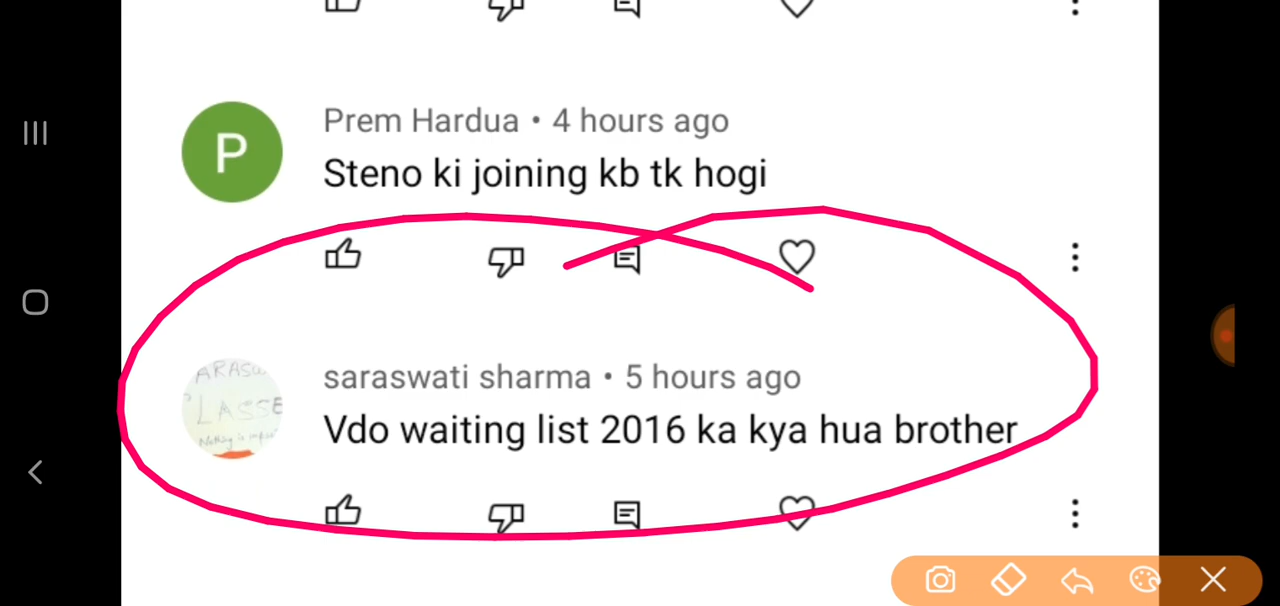 P
Prem Hardua • 4 hours ago
Steno ki joining kb tk hogi
saraswati sharma • 5 hours ago
Vdo waiting list 2016 ka kya hua brother